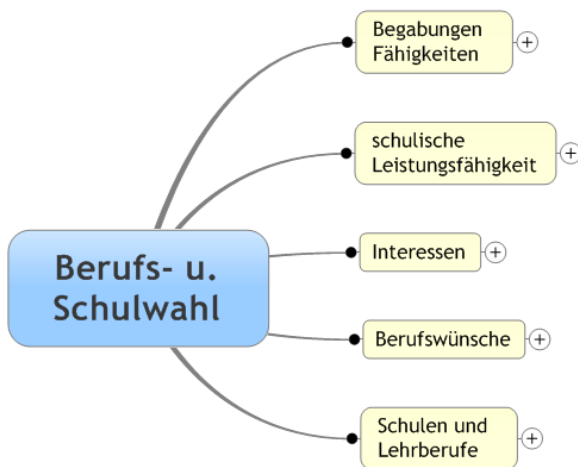 Begabungen
Fähigkeiten
schulische
Leistungsfähigkeit
Berufs- u.
Schulwahl
Interessen
Berufswünsche
Schulen und
Lehrberufe